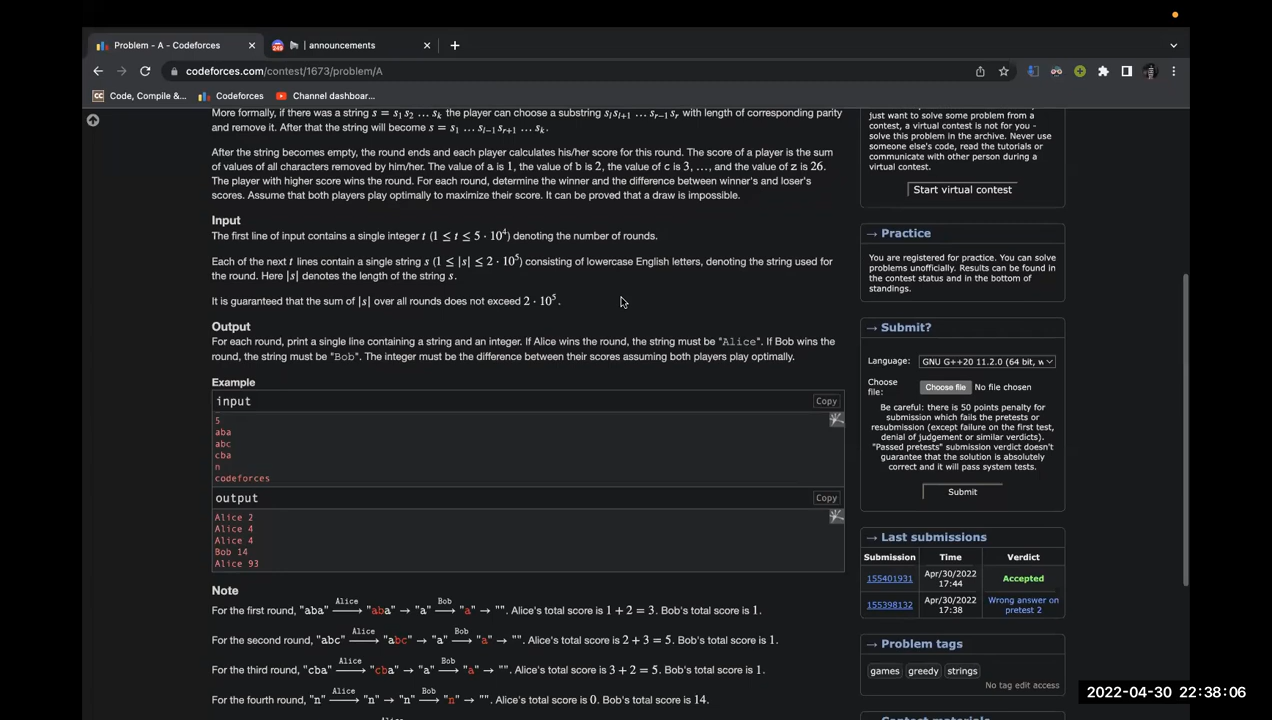 Problem - A - Codeforces
249
| announcements
codeforces.com/contest/1673/problem/A
CC Code, Compile &...
Codeforces
Channel dashboar...
More formally, if there was a string s = s1s2 … sk the player can choose a substring slsl+1 … sr−1sr with length of corresponding parity
and remove it. After that the string will become s = s1 … sl−1sr+1 … sk.
After the string becomes empty, the round ends and each player calculates his/her score for this round. The score of a player is the sum
of values of all characters removed by him/her. The value of a is 1, the value of b is 2, the value of c is 3, …, and the value of z is 26.
The player with higher score wins the round. For each round, determine the winner and the difference between winner's and loser's
scores. Assume that both players play optimally to maximize their score. It can be proved that a draw is impossible.
Input
The first line of input contains a single integer t (1 ≤ t ≤ 5 · 10^4) denoting the number of rounds.
Each of the next t lines contain a single string s (1 ≤ |s| ≤ 2 · 10^5) consisting of lowercase English letters, denoting the string used for
the round. Here |s| denotes the length of the string s.
It is guaranteed that the sum of |s| over all rounds does not exceed 2 · 10^5.
Output
For each round, print a single line containing a string and an integer. If Alice wins the round, the string must be "Alice". If Bob wins the
round, the string must be "Bob". The integer must be the difference between their scores assuming both players play optimally.
Example
input
Copy
5
aba
abc
cba
n
codeforces
output
Copy
Alice 2
Alice 4
Alice 4
Bob 14
Alice 93
Note
For the first round, "aba" Alice→ "aba" → "a" Bob→ "a" → "". Alice's total score is 1 + 2 = 3. Bob's total score is 1.
For the second round, "abc" Alice→ "abc" → "a" Bob→ "a" → "". Alice's total score is 2 + 3 = 5. Bob's total score is 1.
For the third round, "cba" Alice→ "cba" → "a" Bob→ "a" → "". Alice's total score is 3 + 2 = 5. Bob's total score is 1.
For the fourth round, "n" Alice→ "n" → "n" Bob→ "n" → "". Alice's total score is 0. Bob's total score is 14.
just want to solve some problem from a
contest, a virtual contest is not for you -
solve this problem in the archive. Never use
someone else's code, read the tutorials or
communicate with other person during a
virtual contest.
Start virtual contest
→ Practice
You are registered for practice. You can solve
problems unofficially. Results can be found in
the contest status and in the bottom of
standings.
→ Submit?
Language: GNU G++20 11.2.0 (64 bit, w
Choose
file: Choose file No file chosen
Be careful: there is 50 points penalty for
submission which fails the pretests or
resubmission (except failure on the first test,
denial of judgement or similar verdicts).
"Passed pretests" submission verdict doesn't
guarantee that the solution is absolutely
correct and it will pass system tests.
Submit
→ Last submissions
Submission Time Verdict
155401931 Apr/30/2022 17:44 Accepted
155398132 Apr/30/2022 17:38 Wrong answer on pretest 2
→ Problem tags
games greedy strings
No tag edit access
2022-04-30 22:38:06